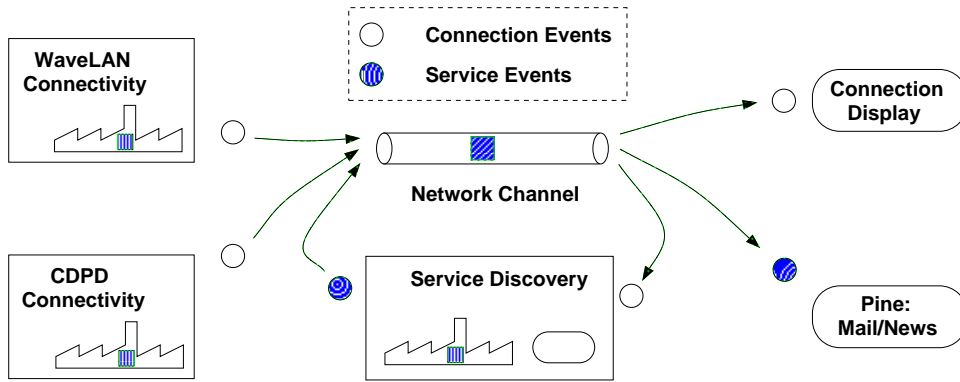 Connection Events
Service Events
WaveLAN
Connectivity
Connection
Display
Network Channel
CDPD
Connectivity
Service Discovery
Pine:
Mail/News